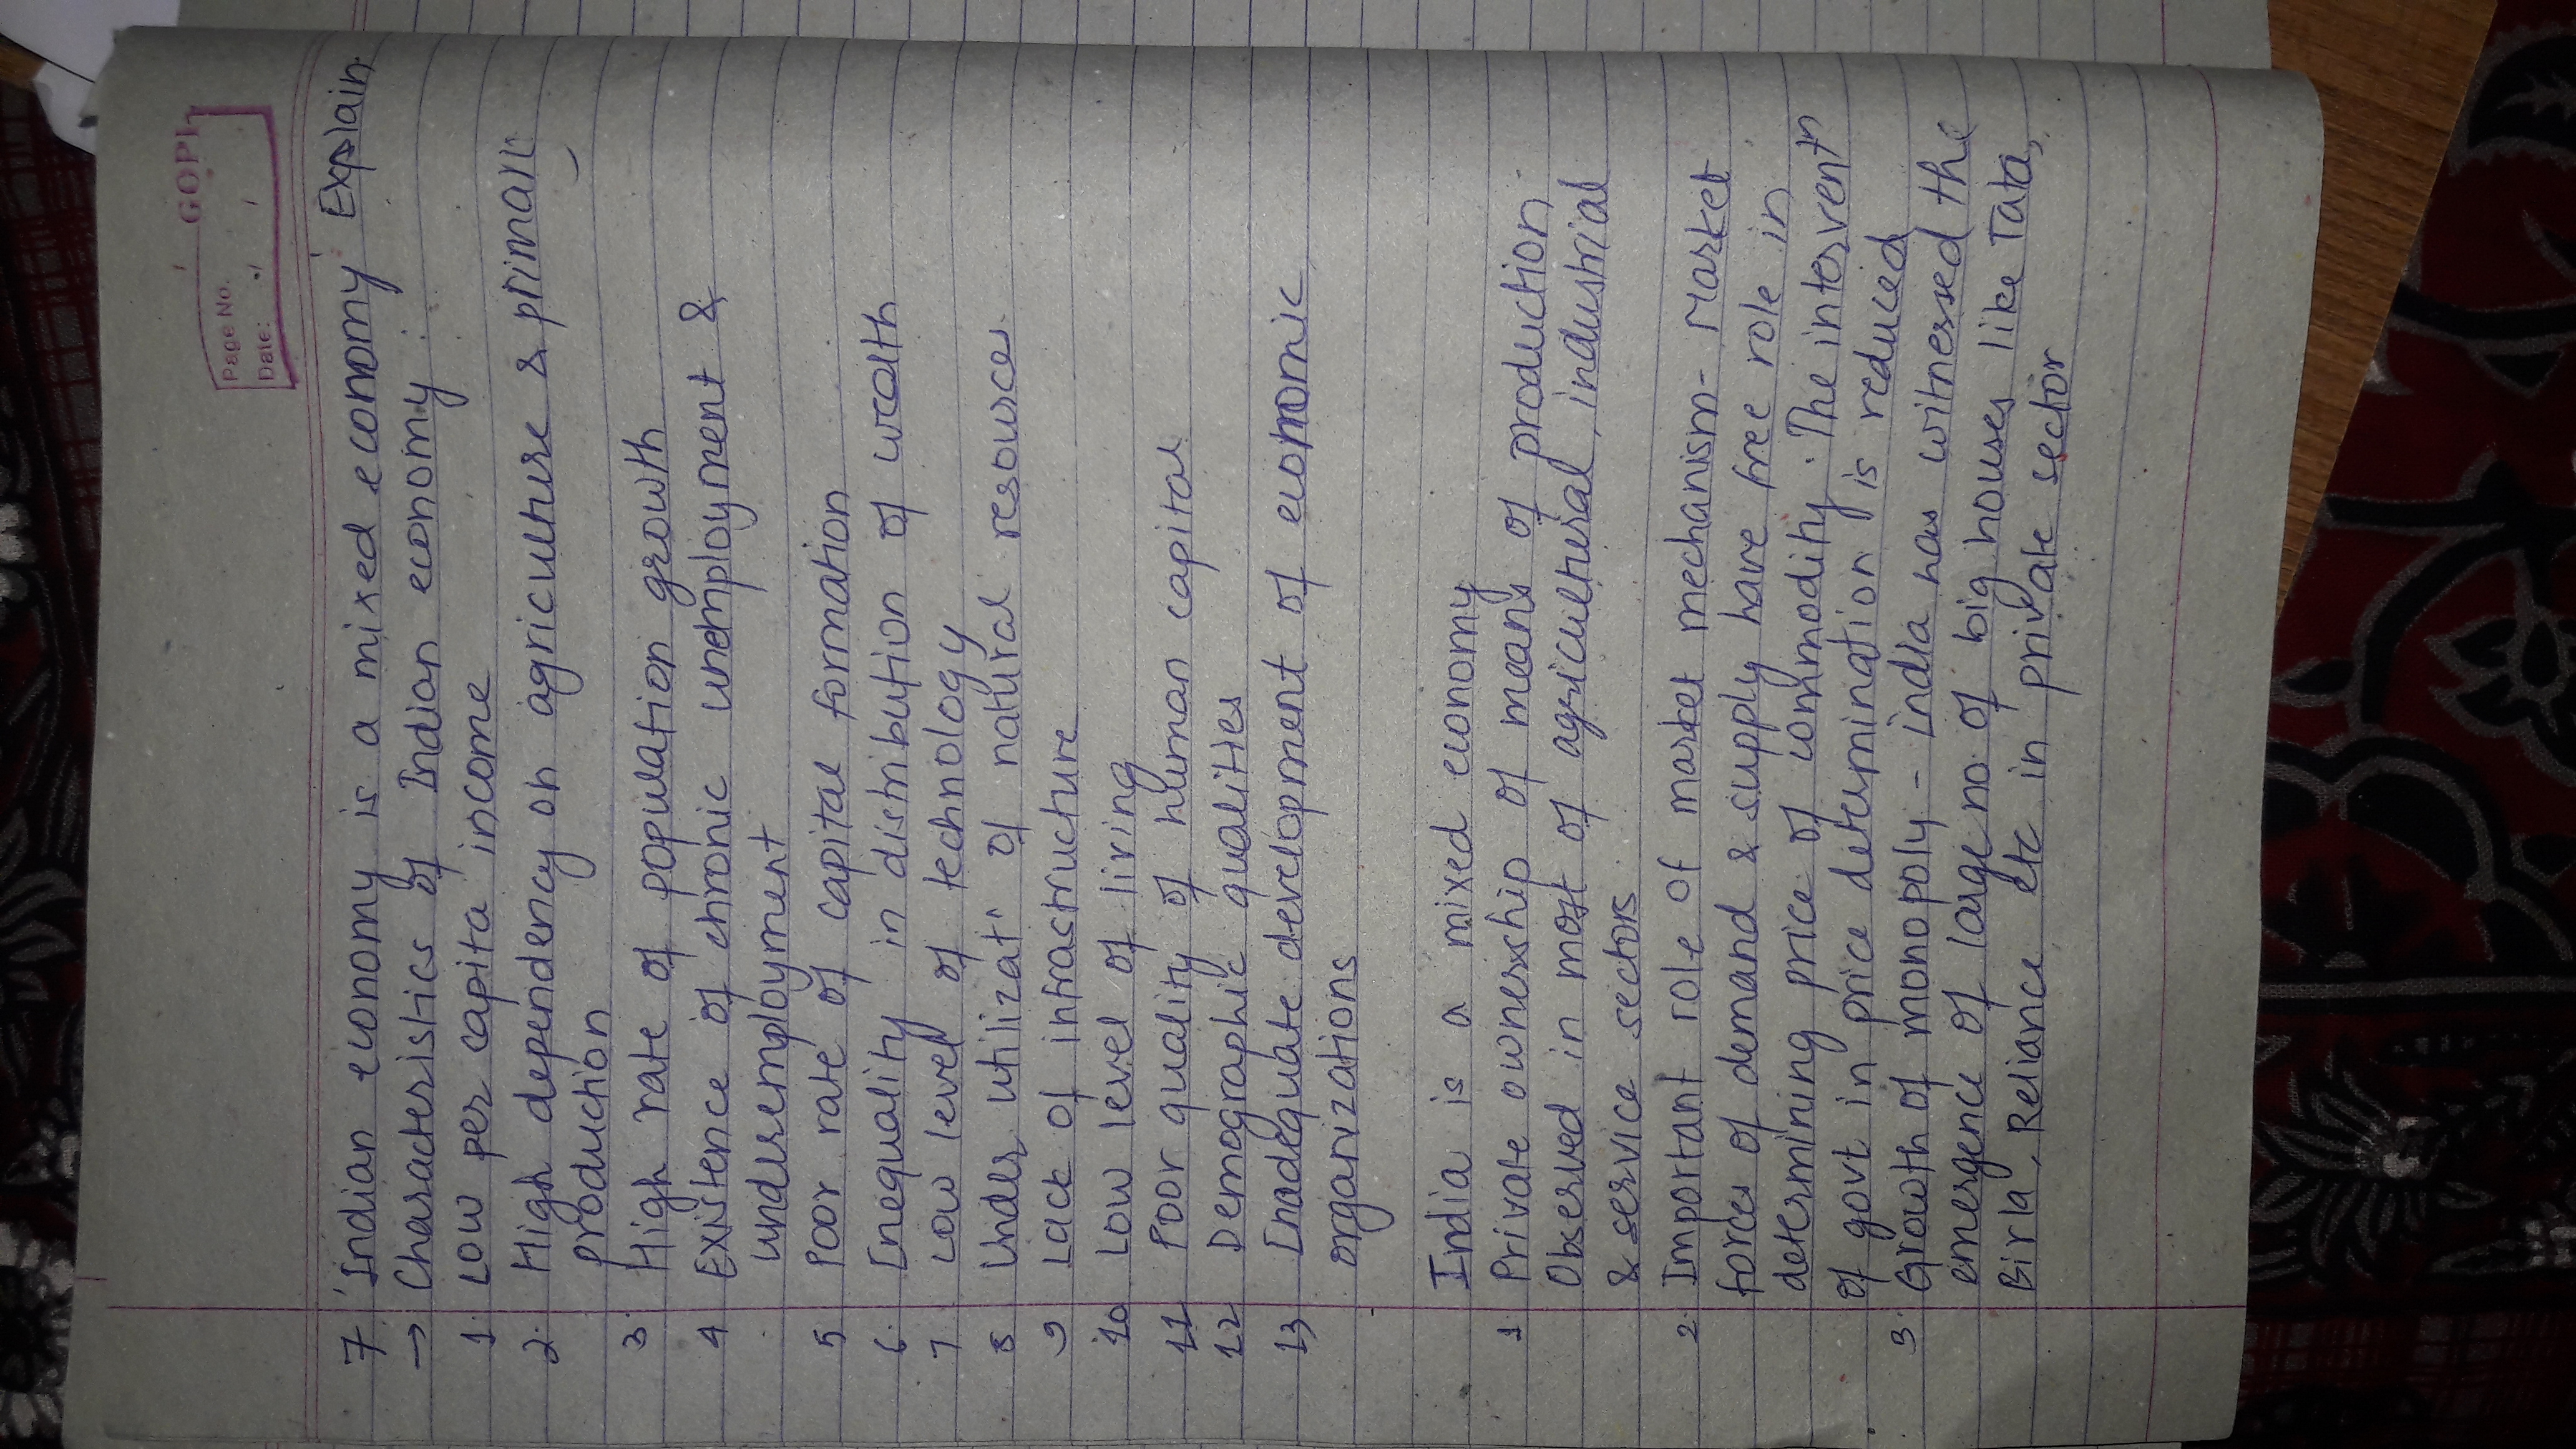 GOPI
Page No.
Date: / /
7. 'Indian economy is a mixed economy' Explain.
→ Characteristics of Indian economy :
1. Low per capita income
2. High dependency on agriculture & primary
production
3. High rate of population growth
4 Existence of chronic unemployment &
underemployment
5 Poor rate of capital formation
6. Inequality in distribution of wealth
7 Low level of technology
8 Under utilizatⁿ of natural resources.
9 Lack of infrastructure
10 Low level of living
11 Poor quality of human capital
12 Demographic qualities
13 Inadequate development of economic
organizations
India is a mixed economy
1. Private ownership of means of production -
Observed in most of agricultural, industrial
& service sectors
2. Important role of market mechanism - Market
forces of demand & supply have free role in
determining price of commodity. The interventⁿ
of govt in price determination is reduced
3. Growth of monopoly - India has witnessed the
emergence of large no. of big houses like Tata,
Birla, Reliance etc in private sector